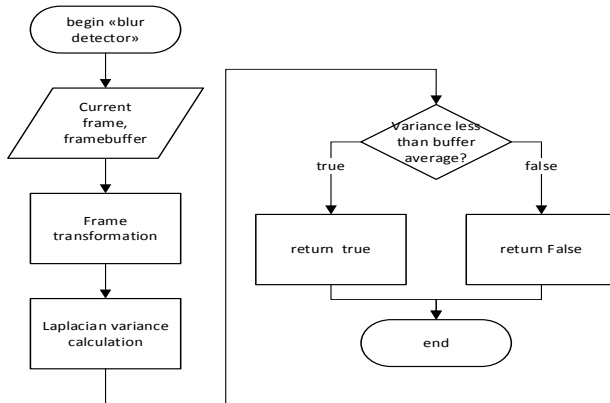 begin «blur
detector»
Current
frame,
framebuffer
Frame
transformation
Laplacian variance
calculation
Variance less
than buffer
average?
true
false
return true
return False
end